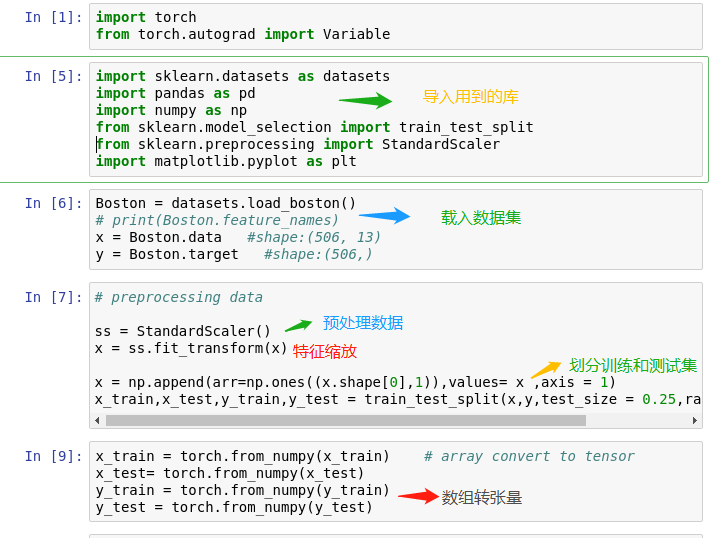 In [1]: import torch
from torch.autograd import Variable
In [5]: import sklearn.datasets as datasets
import pandas as pd
import numpy as np 导入用到的库
from sklearn.model_selection import train_test_split
from sklearn.preprocessing import StandardScaler
import matplotlib.pyplot as plt
In [6]: Boston = datasets.load_boston()
# print(Boston.feature_names) 载入数据集
x = Boston.data #shape:(506, 13)
y = Boston.target #shape:(506,)
In [7]: # preprocessing data
ss = StandardScaler() 预处理数据
x = ss.fit_transform(x) 特征缩放
划分训练和测试集
x = np.append(arr=np.ones((x.shape[0],1)),values= x ,axis = 1)
x_train,x_test,y_train,y_test = train_test_split(x,y,test_size = 0.25,ra
In [9]: x_train = torch.from_numpy(x_train) # array convert to tensor
x_test= torch.from_numpy(x_test)
y_train = torch.from_numpy(y_train) 数组转张量
y_test = torch.from_numpy(y_test)